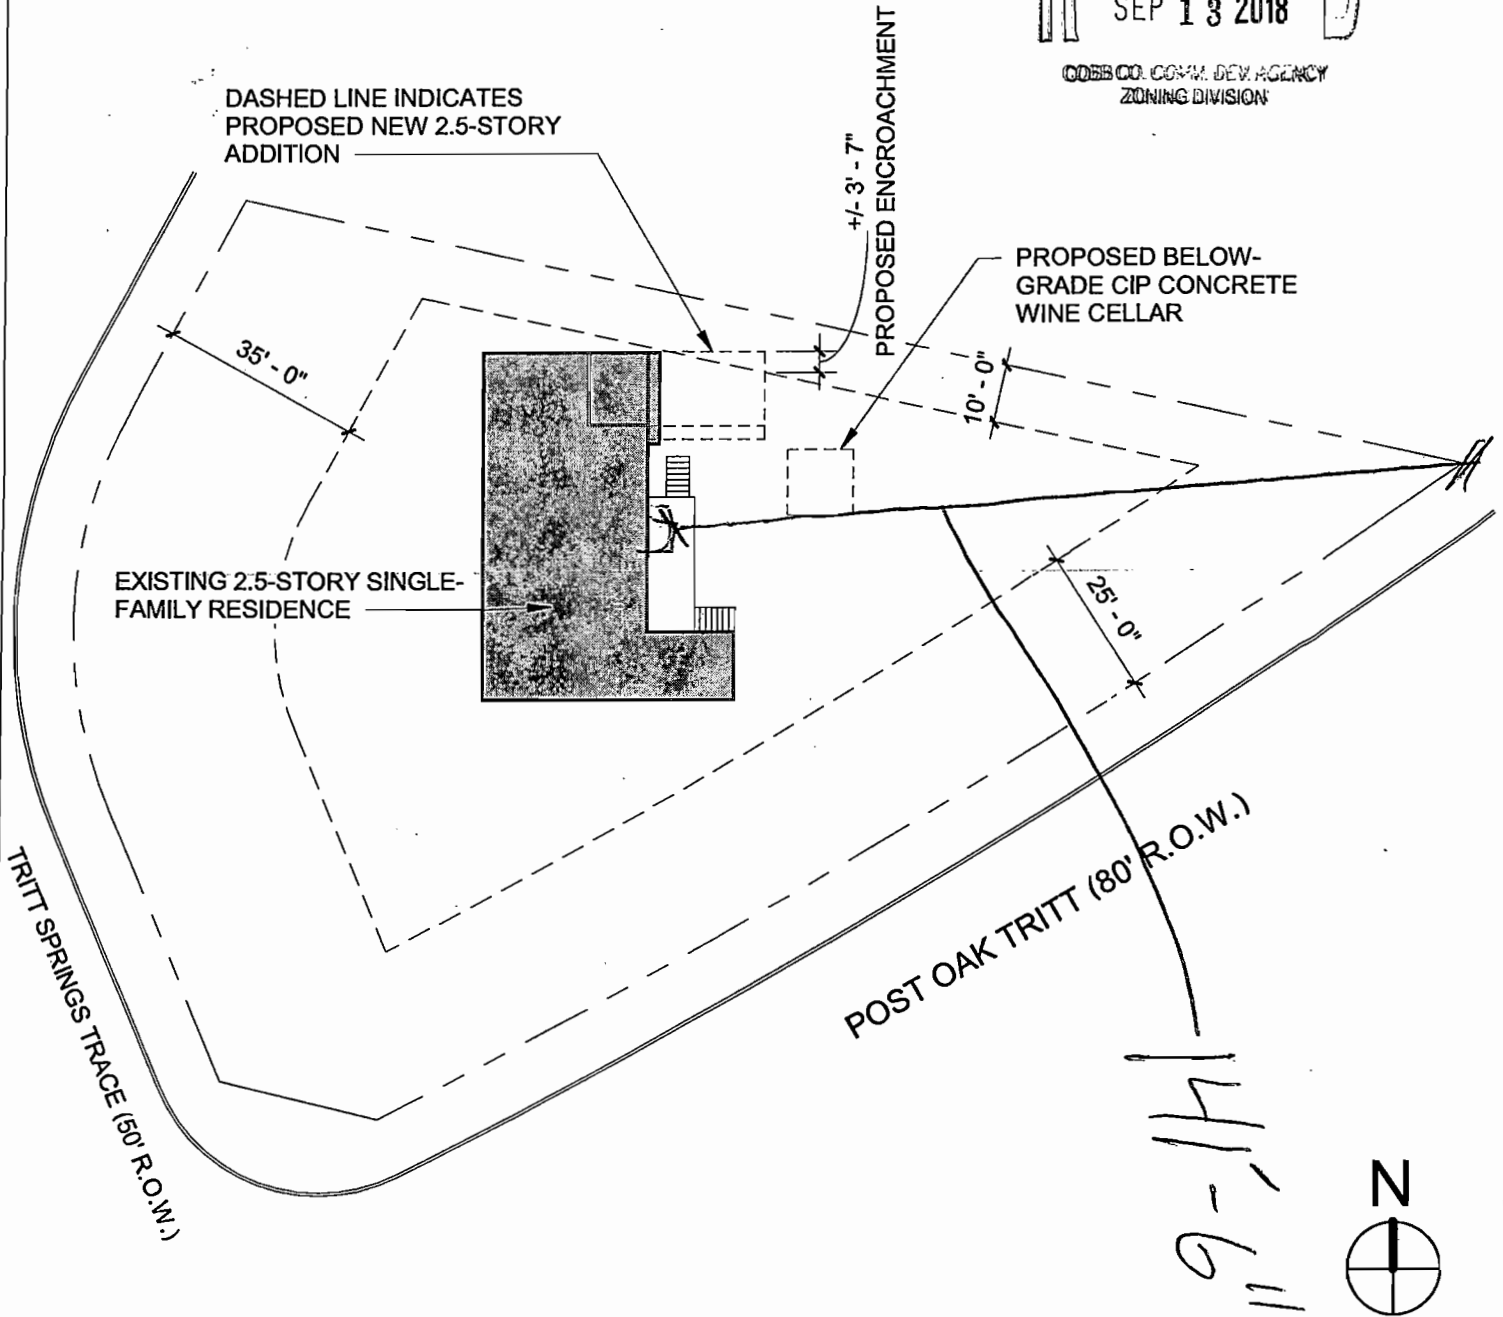 SEP 13 2018
COBB CO. COMM. DEV. AGENCY
ZONING DIVISION
DASHED LINE INDICATES
PROPOSED NEW 2.5-STORY
ADDITION
+/- 3' - 7"
PROPOSED ENCROACHMENT
PROPOSED BELOW-
GRADE CIP CONCRETE
WINE CELLAR
35' - 0"
10' - 0"
EXISTING 2.5-STORY SINGLE-
FAMILY RESIDENCE
25' - 0"
TRITT SPRINGS TRACE (50' R.O.W.)
POST OAK TRITT (80' R.O.W.)
141'-6"
N